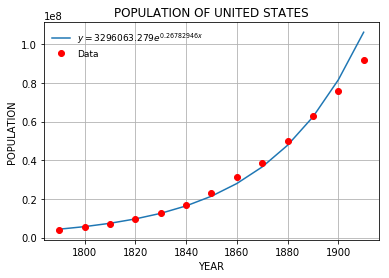 POPULATION OF UNITED STATES
1e8
y = 3296063.279e^{0.26782946x}
Data
1.0
0.8
0.6
0.4
0.2
0.0
POPULATION
1800 1820 1840 1860 1880 1900
YEAR